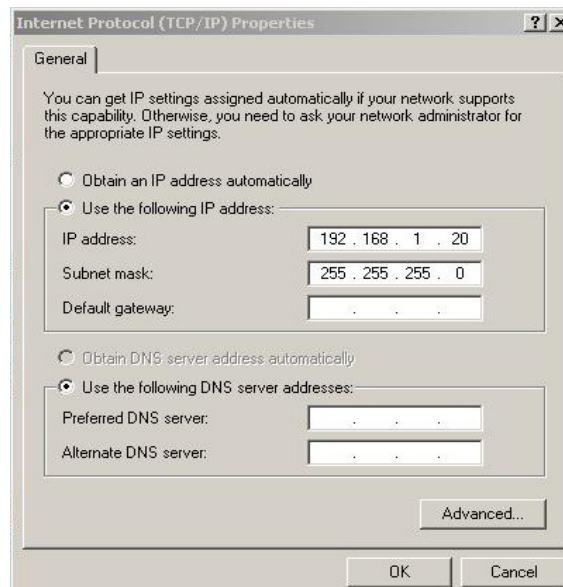 Internet Protocol (TCP/IP) Properties
General
You can get IP settings assigned automatically if your network supports
this capability. Otherwise, you need to ask your network administrator for
the appropriate IP settings.
Obtain an IP address automatically
Use the following IP address:
IP address: 192 . 168 . 1 . 20
Subnet mask: 255 . 255 . 255 . 0
Default gateway: . . .
Obtain DNS server address automatically
Use the following DNS server addresses:
Preferred DNS server: . . .
Alternate DNS server: . . .
Advanced...
OK Cancel